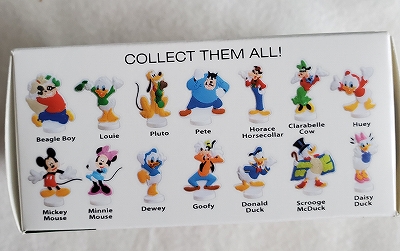 COLLECT THEM ALL!
Beagle Boy
Louie
Pluto
Pete
Horace
Horsecollar
Clarabelle
Cow
Huey
Mickey
Mouse
Minnie
Mouse
Dewey
Goofy
Donald
Duck
Scrooge
McDuck
Daisy
Duck